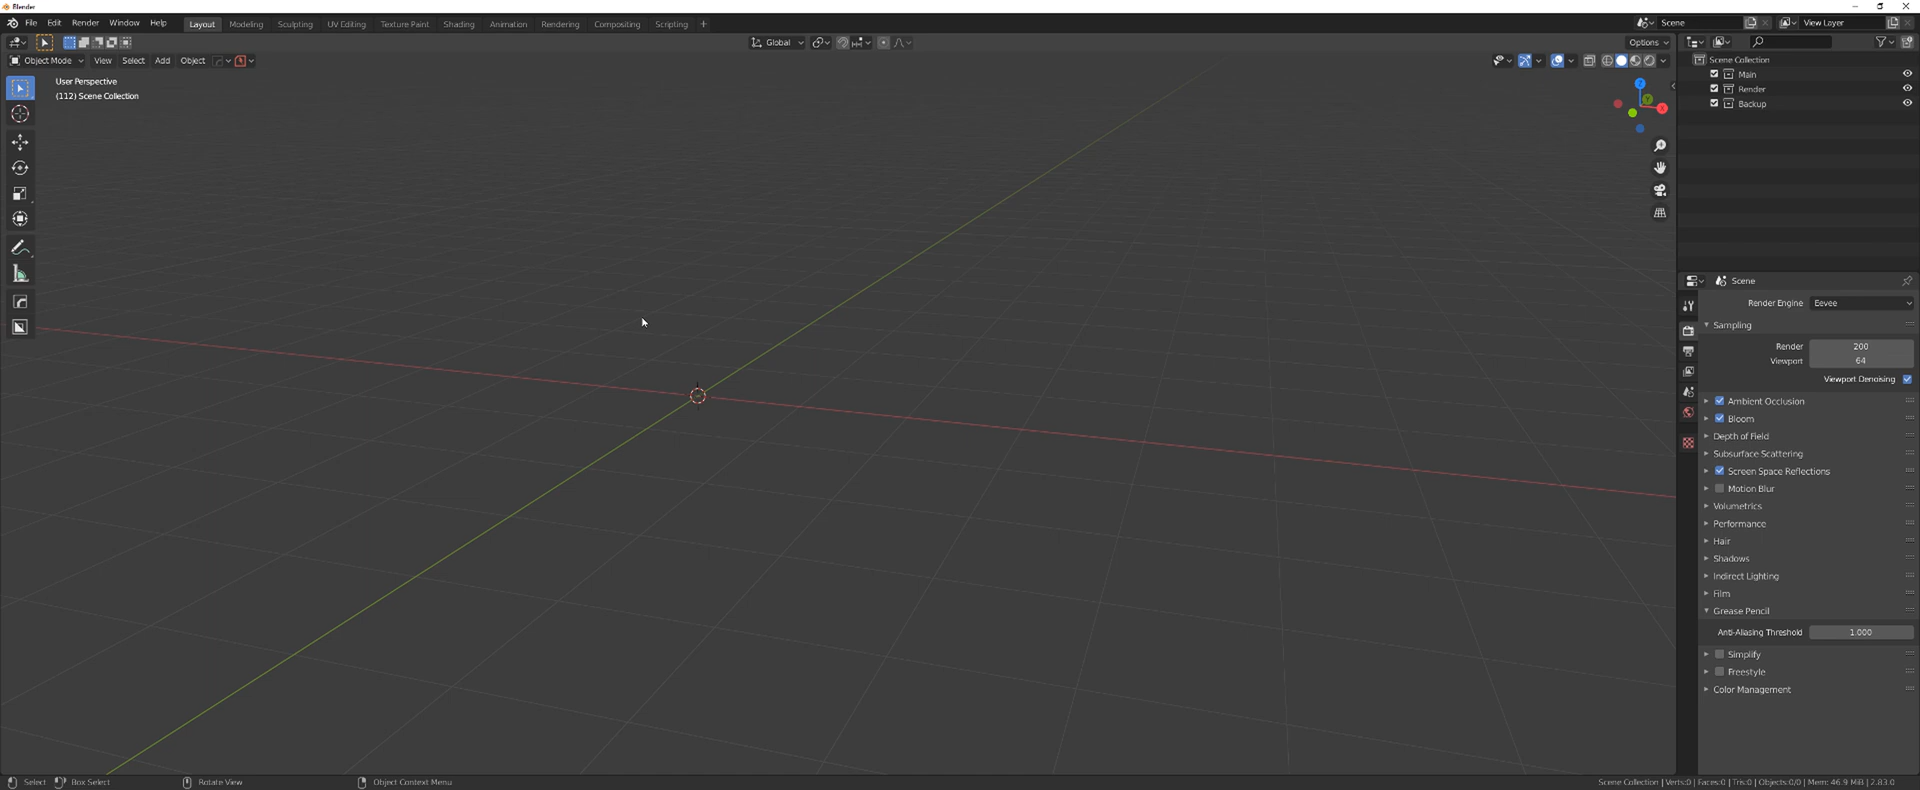 Blender
File Edit Render Window Help Layout Modeling Sculpting UV Editing Texture Paint Shading Animation Rendering Compositing Scripting + Scene View Layer
Global Options
Object Mode View Select Add Object
User Perspective
(112) Scene Collection
Z
Y
X
Scene Collection
Main
Render
Backup
Scene
Render Engine Eevee
Sampling
Render 200
Viewport 64
Viewport Denoising
Ambient Occlusion
Bloom
Depth of Field
Subsurface Scattering
Screen Space Reflections
Motion Blur
Volumetrics
Performance
Hair
Shadows
Indirect Lighting
Film
Grease Pencil
Anti-Aliasing Threshold 1.000
Simplify
Freestyle
Color Management
Select Box Select Rotate View Object Context Menu Scene Collection | Verts:0 | Faces:0 | Tris:0 | Objects:0/0 | Mem: 46.9 MiB | 2.83.0